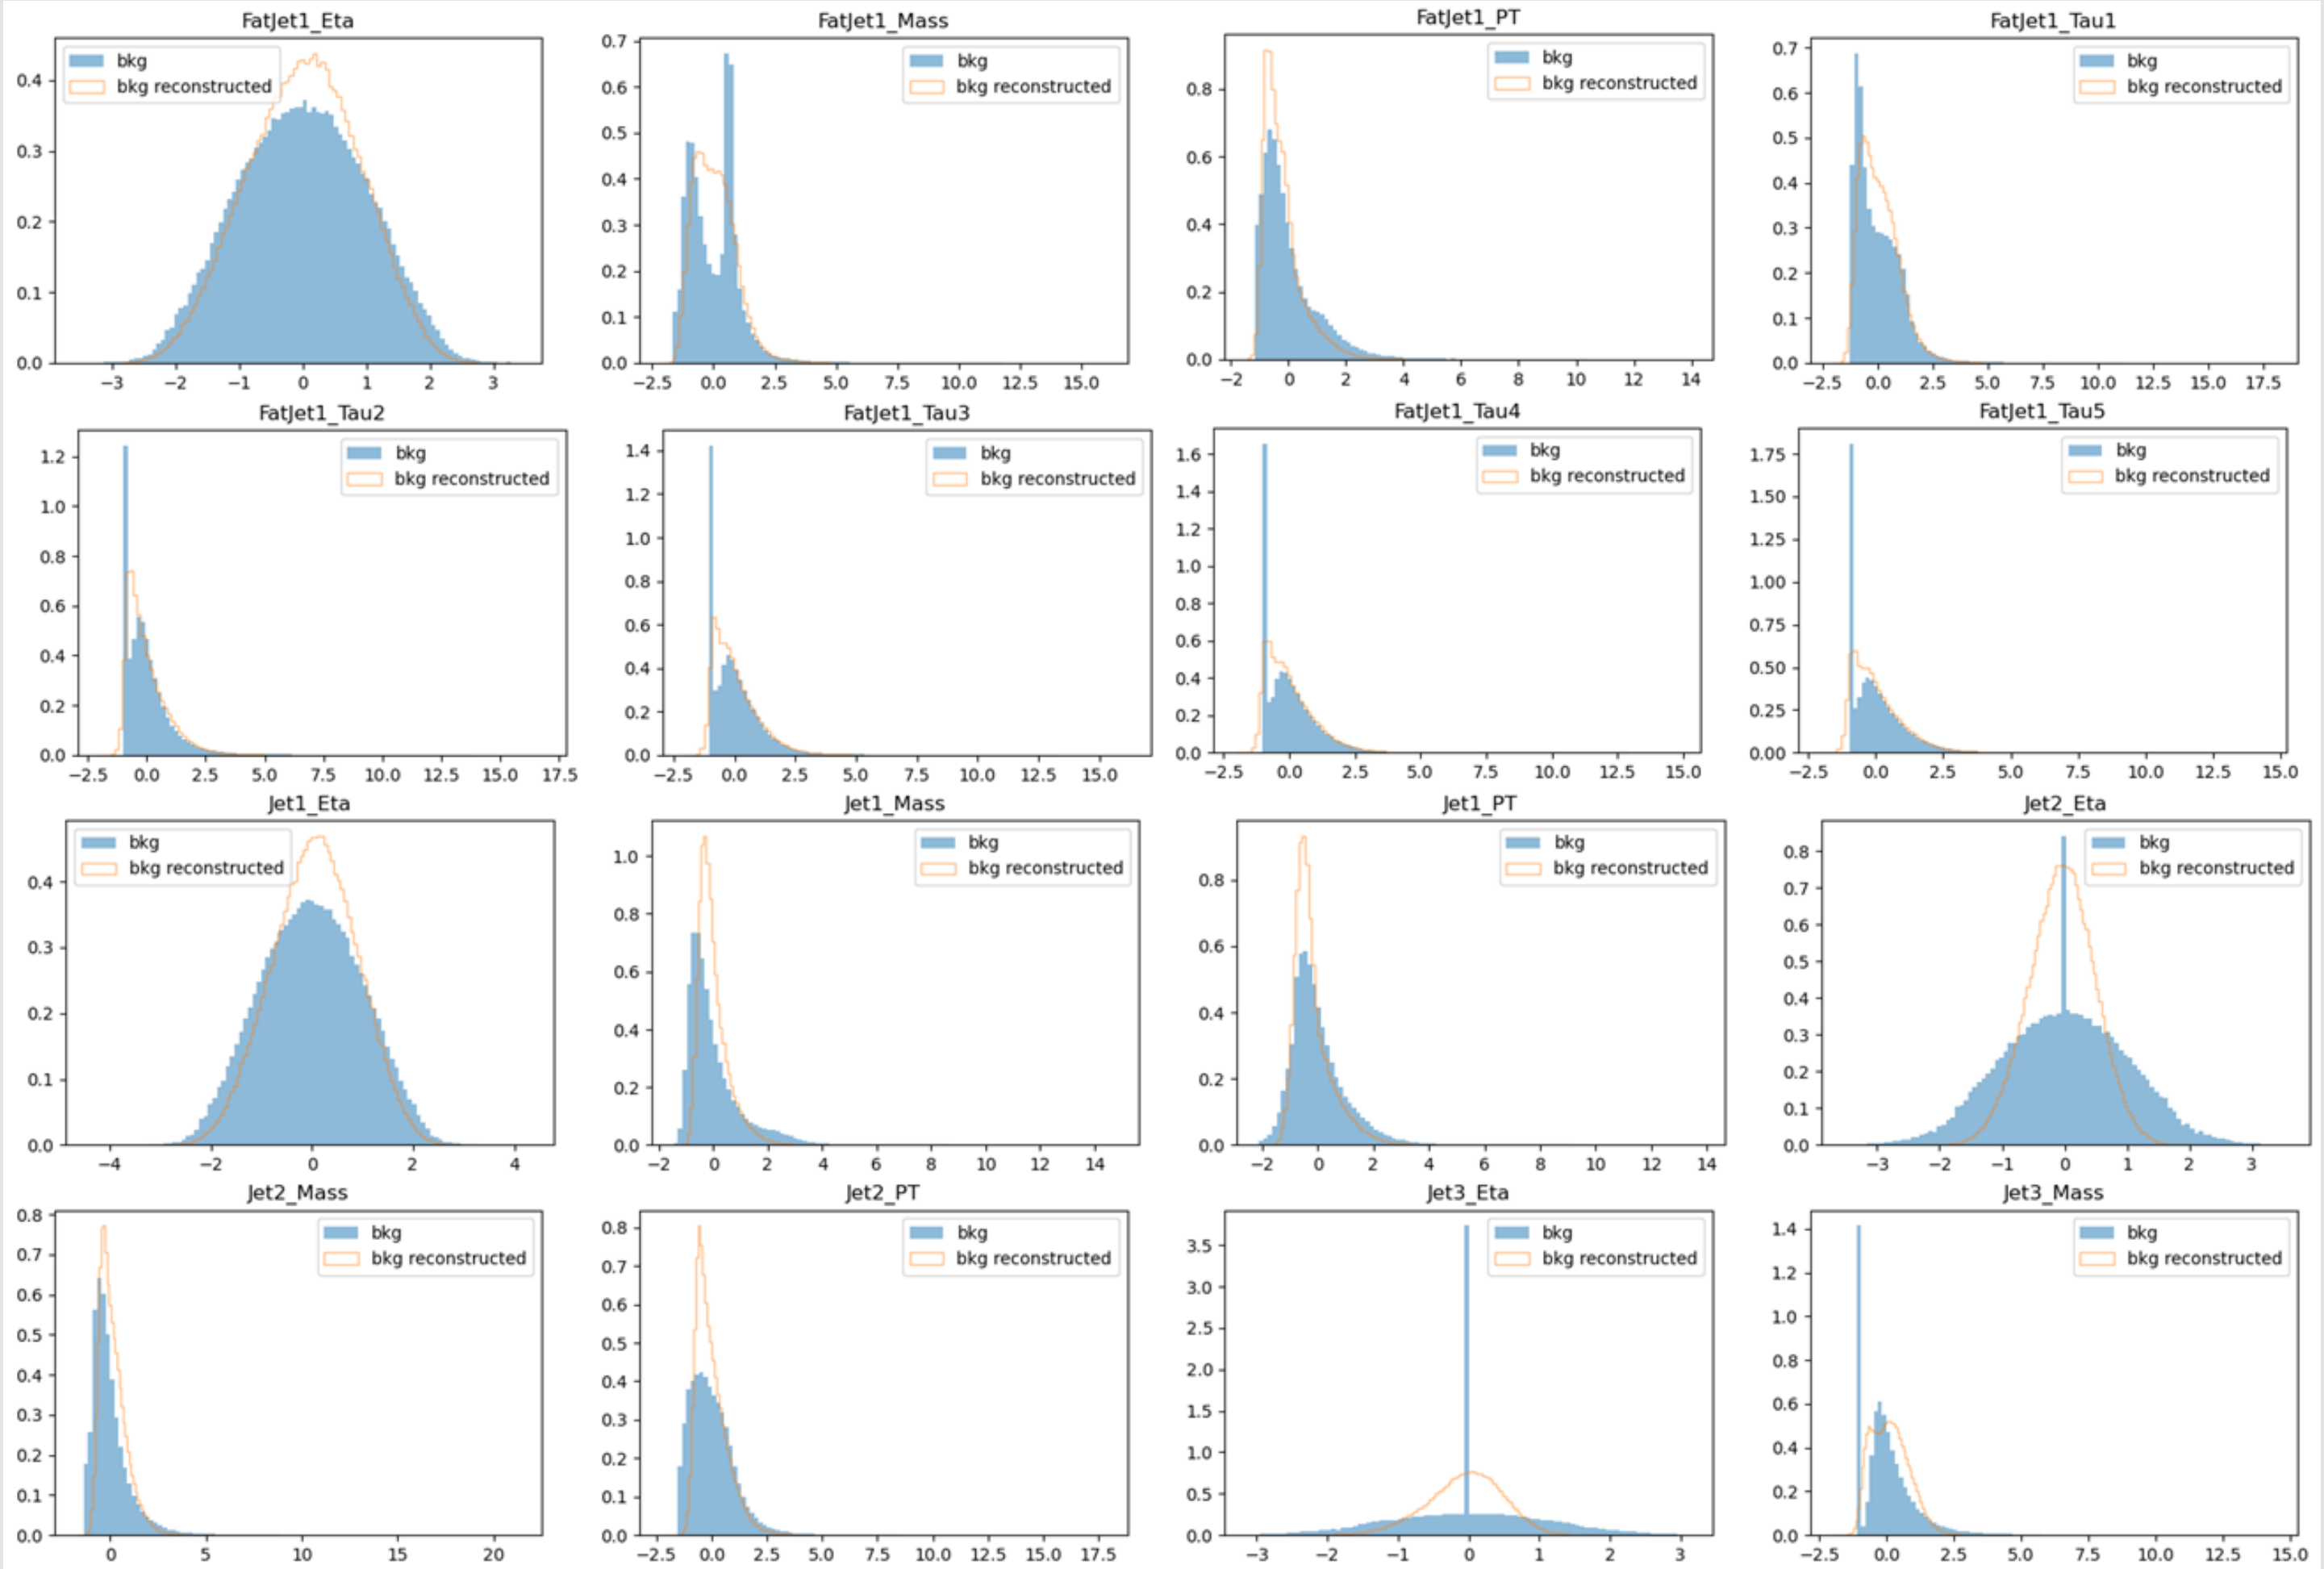 FatJet1_Eta
bkg
bkg reconstructed
0.4
0.3
0.2
0.1
0.0
−3 −2 −1 0 1 2 3
FatJet1_Mass
bkg
bkg reconstructed
0.7
0.6
0.5
0.4
0.3
0.2
0.1
0.0
−2.5 0.0 2.5 5.0 7.5 10.0 12.5 15.0
FatJet1_PT
bkg
bkg reconstructed
0.8
0.6
0.4
0.2
0.0
−2 0 2 4 6 8 10 12 14
FatJet1_Tau1
bkg
bkg reconstructed
0.7
0.6
0.5
0.4
0.3
0.2
0.1
0.0
−2.5 0.0 2.5 5.0 7.5 10.0 12.5 15.0 17.5
FatJet1_Tau2
bkg
bkg reconstructed
1.2
1.0
0.8
0.6
0.4
0.2
0.0
−2.5 0.0 2.5 5.0 7.5 10.0 12.5 15.0 17.5
FatJet1_Tau3
bkg
bkg reconstructed
1.4
1.2
1.0
0.8
0.6
0.4
0.2
0.0
−2.5 0.0 2.5 5.0 7.5 10.0 12.5 15.0
FatJet1_Tau4
bkg
bkg reconstructed
1.6
1.4
1.2
1.0
0.8
0.6
0.4
0.2
0.0
−2.5 0.0 2.5 5.0 7.5 10.0 12.5 15.0
FatJet1_Tau5
bkg
bkg reconstructed
1.75
1.50
1.25
1.00
0.75
0.50
0.25
0.00
−2.5 0.0 2.5 5.0 7.5 10.0 12.5 15.0
Jet1_Eta
bkg
bkg reconstructed
0.4
0.3
0.2
0.1
0.0
−4 −2 0 2 4
Jet1_Mass
bkg
bkg reconstructed
1.0
0.8
0.6
0.4
0.2
0.0
−2 0 2 4 6 8 10 12 14
Jet1_PT
bkg
bkg reconstructed
0.8
0.6
0.4
0.2
0.0
−2 0 2 4 6 8 10 12 14
Jet2_Eta
bkg
bkg reconstructed
0.8
0.7
0.6
0.5
0.4
0.3
0.2
0.1
0.0
−3 −2 −1 0 1 2 3
Jet2_Mass
bkg
bkg reconstructed
0.8
0.7
0.6
0.5
0.4
0.3
0.2
0.1
0.0
0 5 10 15 20
Jet2_PT
bkg
bkg reconstructed
0.8
0.7
0.6
0.5
0.4
0.3
0.2
0.1
0.0
−2.5 0.0 2.5 5.0 7.5 10.0 12.5 15.0 17.5
Jet3_Eta
bkg
bkg reconstructed
3.5
3.0
2.5
2.0
1.5
1.0
0.5
0.0
−3 −2 −1 0 1 2 3
Jet3_Mass
bkg
bkg reconstructed
1.4
1.2
1.0
0.8
0.6
0.4
0.2
0.0
−2.5 0.0 2.5 5.0 7.5 10.0 12.5 15.0